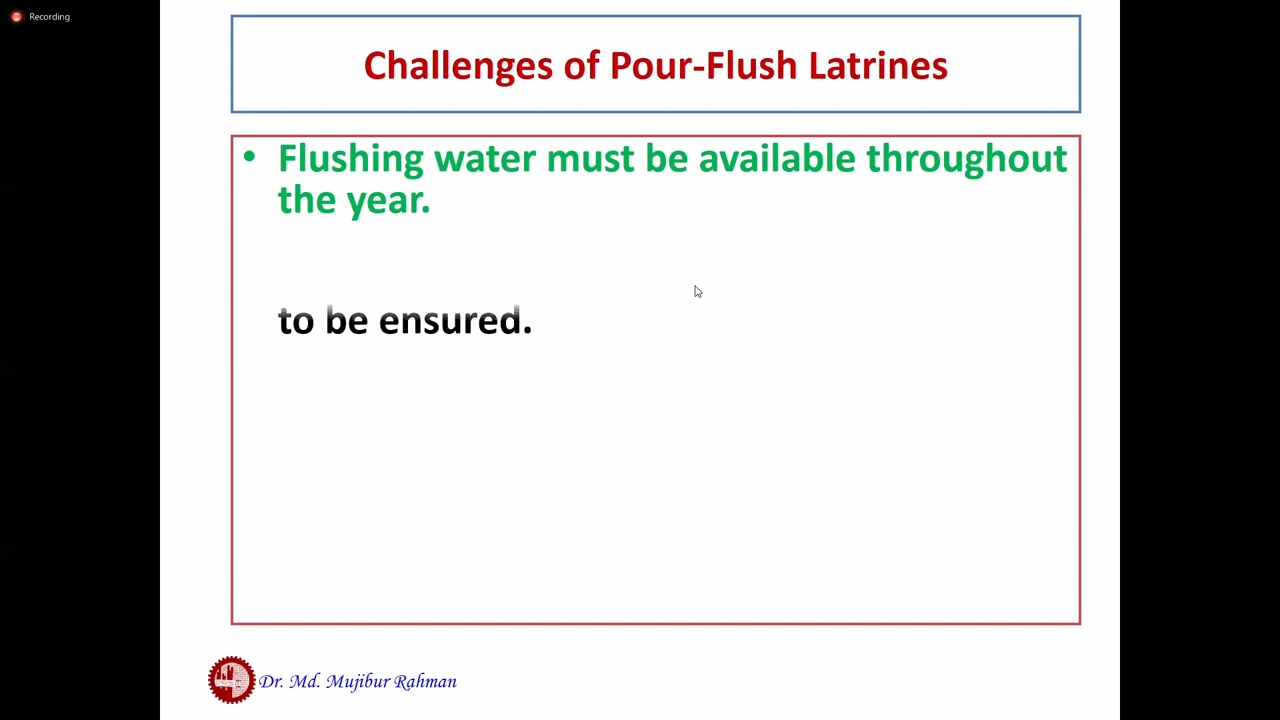 Recording
Challenges of Pour-Flush Latrines
• Flushing water must be available throughout
the year.
to be ensured.
Dr. Md. Mujibur Rahman